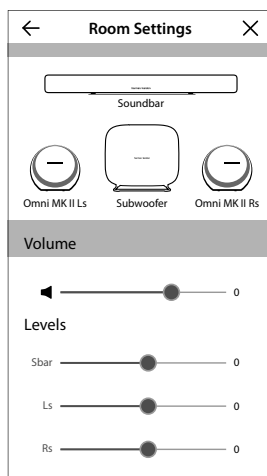 Room Settings
Soundbar
Omni MK II Ls Subwoofer Omni MK II Rs
Volume
0
Levels
Sbar 0
Ls 0
Rs 0